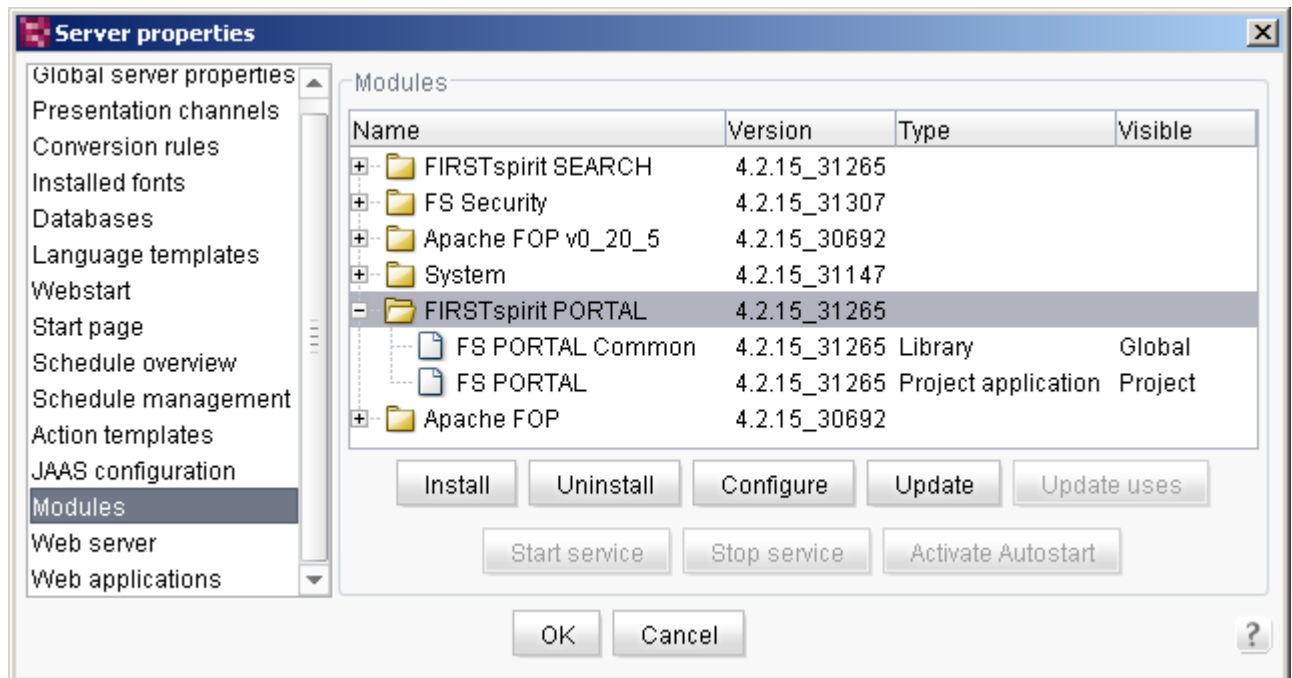 Server properties
Global server properties
Presentation channels
Conversion rules
Installed fonts
Databases
Language templates
Webstart
Start page
Schedule overview
Schedule management
Action templates
JAAS configuration
Modules
Web server
Web applications
Modules
Name Version Type Visible
FIRSTspirit SEARCH 4.2.15_31265
FS Security 4.2.15_31307
Apache FOP v0_20_5 4.2.15_30692
System 4.2.15_31147
FIRSTspirit PORTAL 4.2.15_31265
FS PORTAL Common 4.2.15_31265 Library Global
FS PORTAL 4.2.15_31265 Project application Project
Apache FOP 4.2.15_30692
Install Uninstall Configure Update Update uses
Start service Stop service Activate Autostart
OK Cancel ?